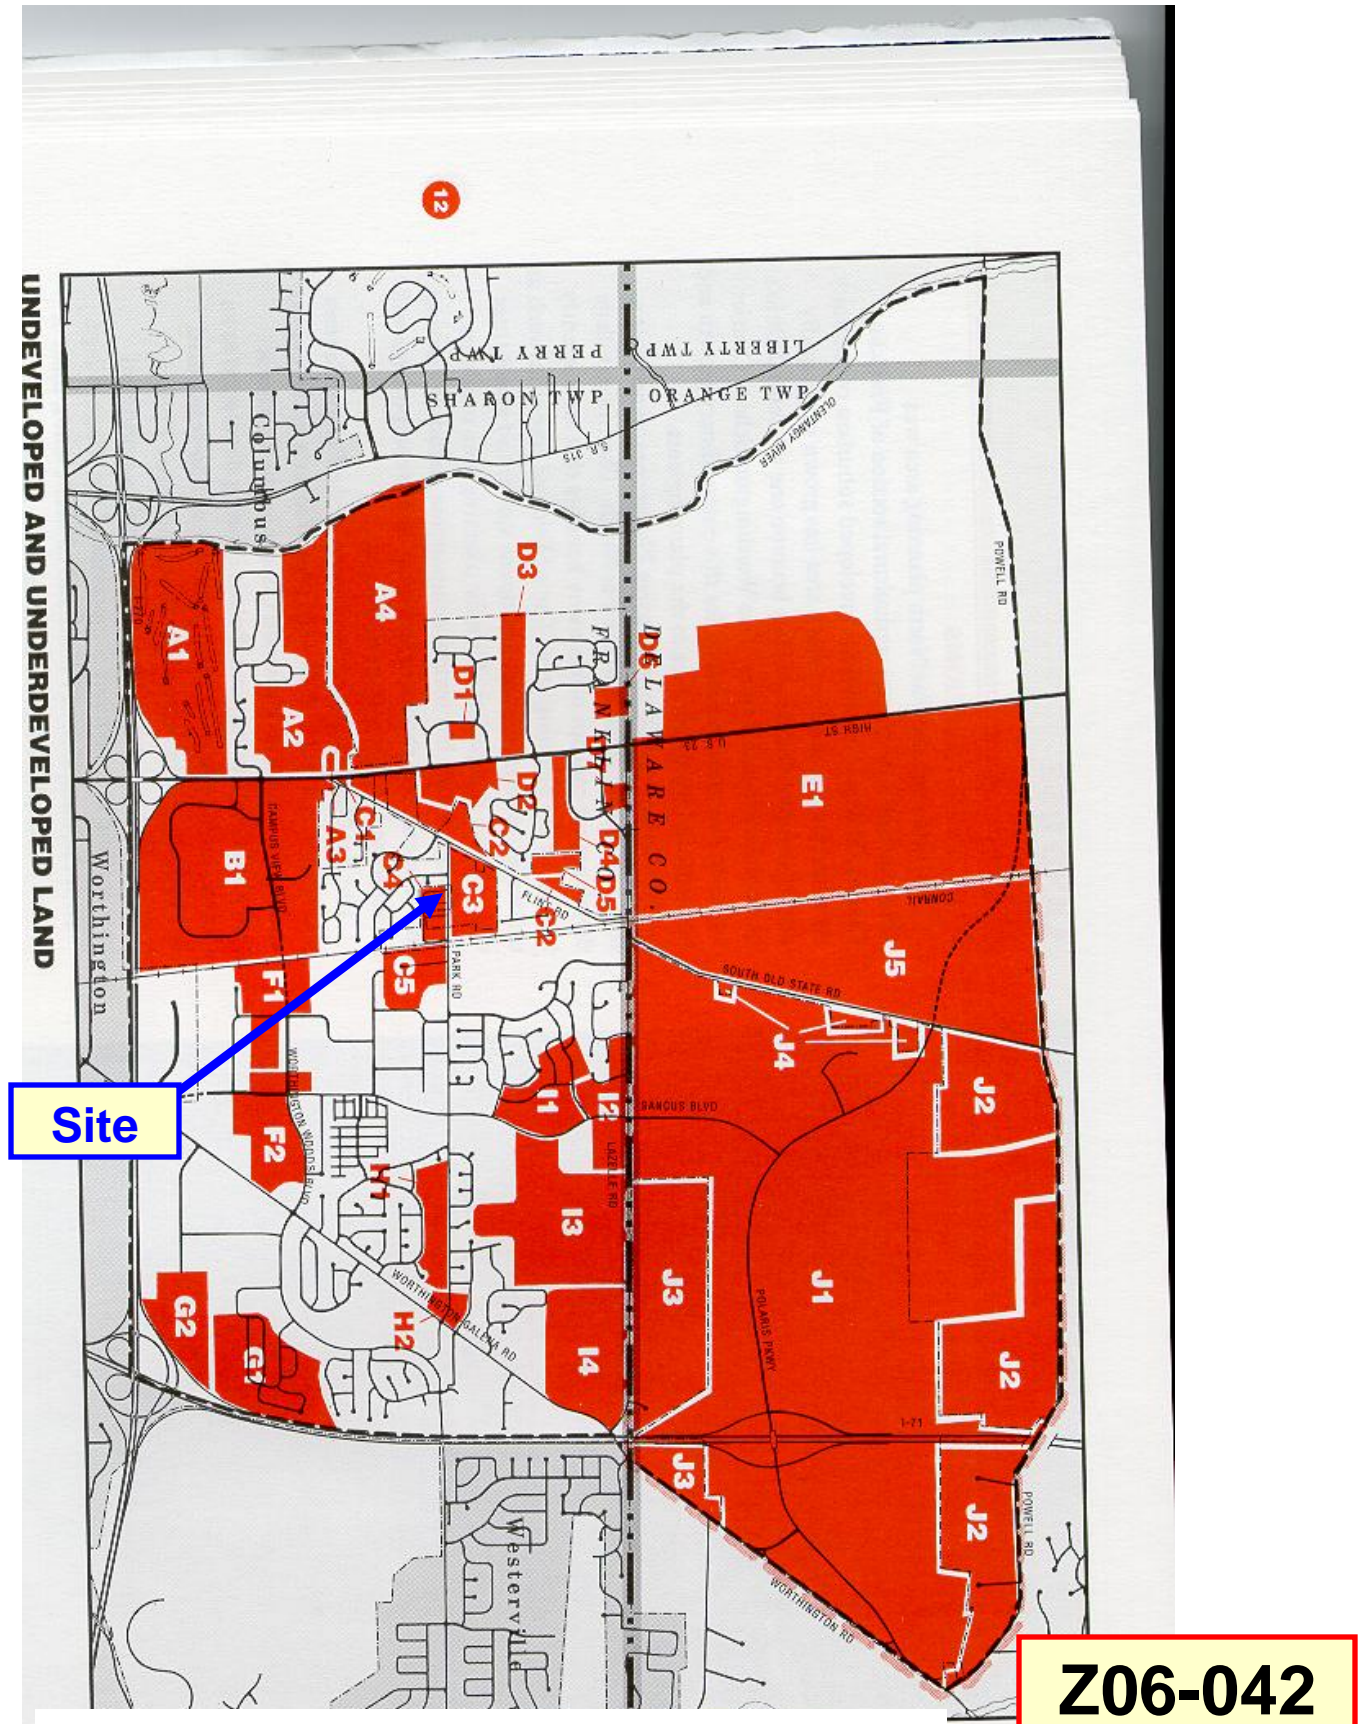 12
UNDEVELOPED AND UNDERDEVELOPED LAND
PERRY TWP
LIBERTY TWP
SHARON TWP
ORANGE TWP
OLENTANGY RIVER
S.R. 315
Columbus
POWELL RD
I-270
A1
A2
A4
D3
D1
D6
DELAWARE CO.
FRANKLIN CO.
HIGH ST
U.S. 23
E1
D7
D2
D4
D5
C1
A3
C2
C4
C3
C2
FLINT RD
B1
CAMPUS VIEW BLVD
CONRAIL
Worthington
F1
C5
PARK RD
SOUTH OLD STATE RD
J5
J4
J2
WORTHINGTON WOODS BLVD
F2
I1
I2
SANCUS BLVD
LAZELLE RD
H1
I3
J3
J1
POLARIS PKWY
WORTHINGTON-GALENA RD
H2
G2
G1
I4
J2
I-71
J3
J2
POWELL RD
Westerville
WORTHINGTON RD
Site
Z06-042